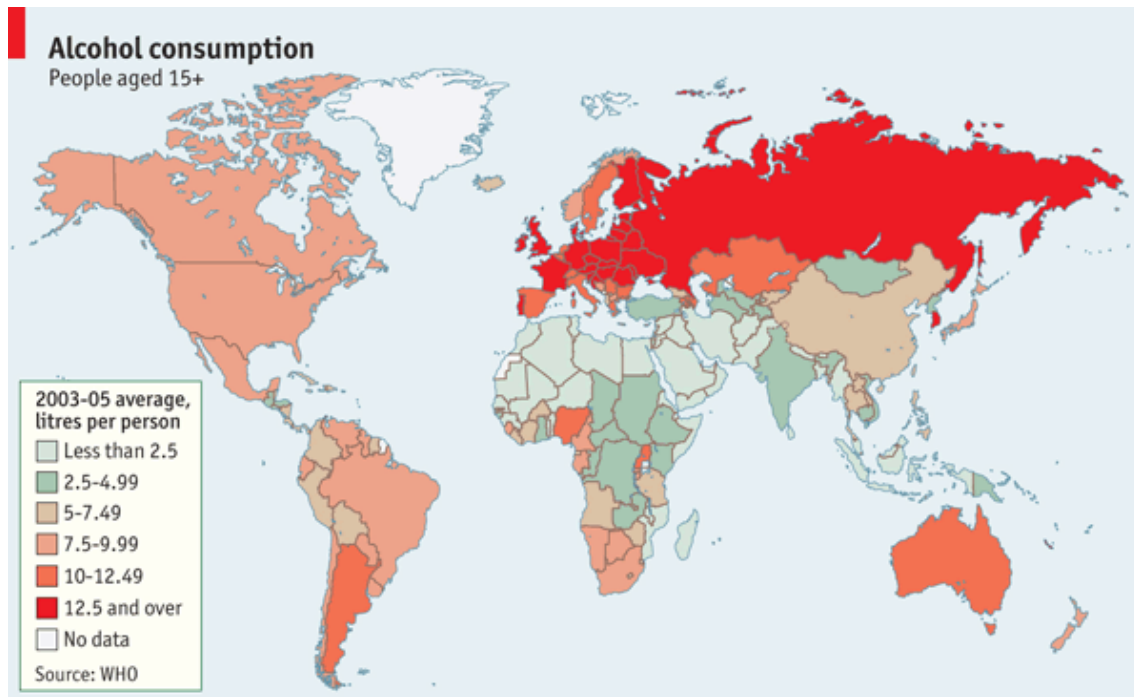 Alcohol consumption
People aged 15+
2003-05 average,
litres per person
Less than 2.5
2.5-4.99
5-7.49
7.5-9.99
10-12.49
12.5 and over
No data
Source: WHO